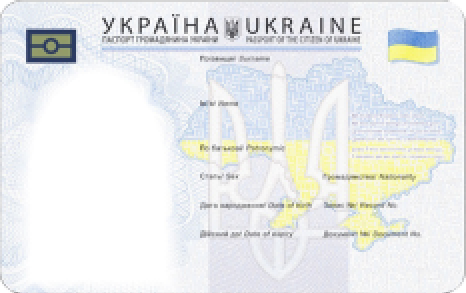 УКРАЇНА UKRAINE
ПАСПОРТ ГРОМАДЯНИНА УКРАЇНИ PASSPORT OF THE CITIZEN OF UKRAINE
Прізвище/ Surname
Ім'я/ Name
По батькові/ Patronymic
Стать/ Sex Громадянство/ Nationality
Дата народження/ Date of birth Запис №/ Record No.
Дійсний до/ Date of expiry Документ №/ Document No.